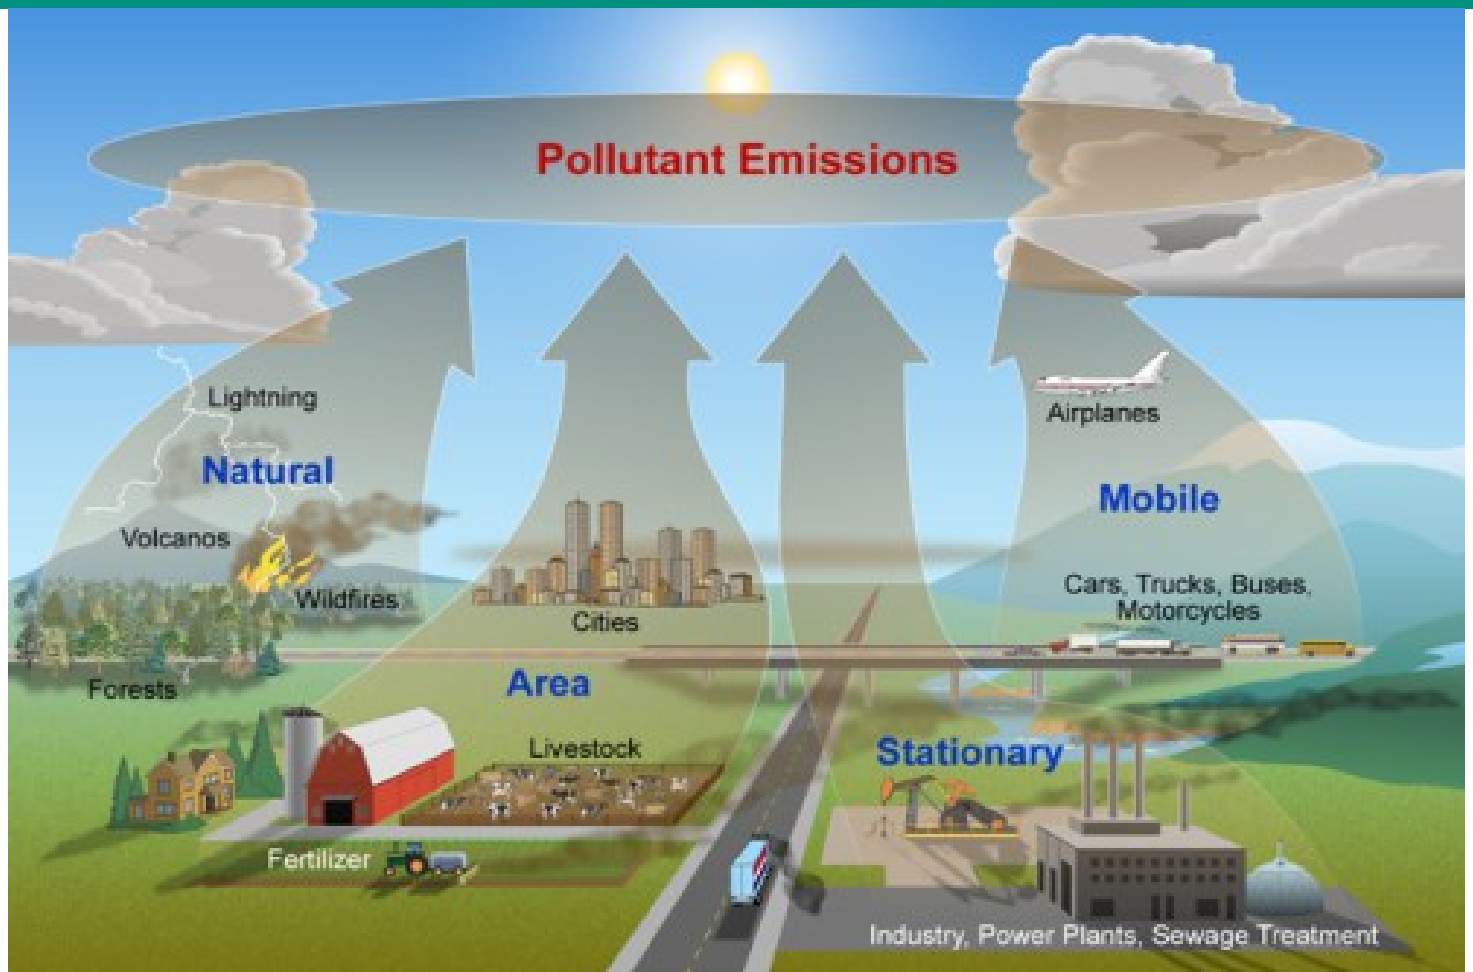 Pollutant Emissions
Lightning
Natural
Volcanos
Wildfires
Forests
Cities
Area
Livestock
Fertilizer
Airplanes
Mobile
Cars, Trucks, Buses,
Motorcycles
Stationary
Industry, Power Plants, Sewage Treatment